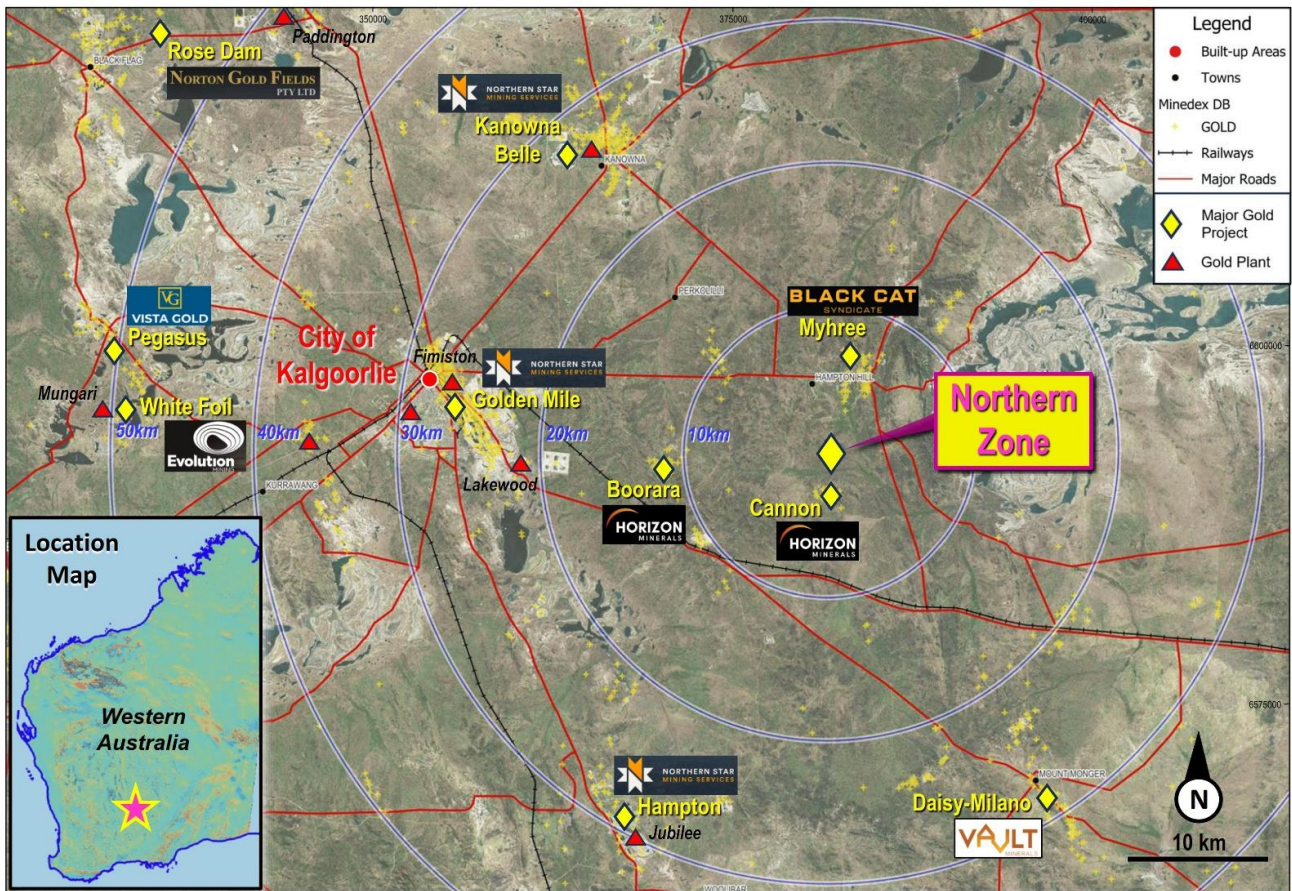 350000
375000
400000
Legend
Built-up Areas
Towns
Minedex DB
GOLD
Railways
Major Roads
Major Gold
Project
Gold Plant
Paddington
Rose Dam
BLACK FLAG
NORTON GOLD FIELDS
PTY LTD
NORTHERN STAR
MINING SERVICES
Kanowna
Belle
KANOWNA
PERKOLILLI
BLACK CAT
SYNDICATE
Myhree
HAMPTON HILL
6600000
VG
VISTA GOLD
Pegasus
City of
Kalgoorlie
Fimiston
NORTHERN STAR
MINING SERVICES
Golden Mile
Mungari
White Foil
Evolution
MINING
50km
40km
30km
20km
10km
Northern
Zone
KURRAWANG
Lakewood
Boorara
HORIZON
MINERALS
Cannon
HORIZON
MINERALS
Location
Map
Western
Australia
6575000
NORTHERN STAR
MINING SERVICES
Hampton
Jubilee
MOUNT MONGER
Daisy-Milano
VAULT
MINERALS
N
10 km
WOOLIBAR